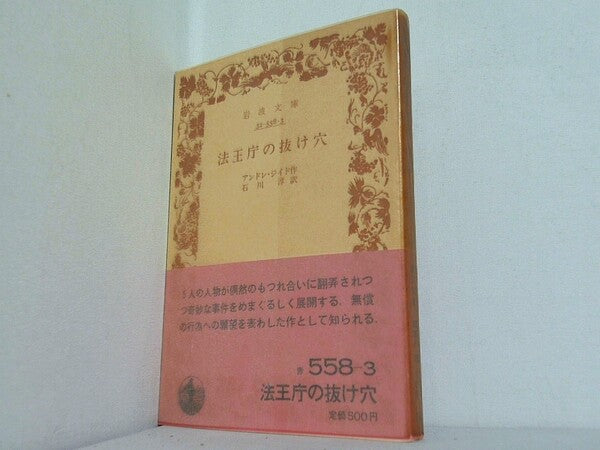 岩波文庫
32-558-3
法王庁の抜け穴
アンドレ・ジイド作
石川 淳訳
5人の人物が偶然のもつれ合いに翻弄されつ
つ奇妙な事件をめまぐるしく展開する。無償
の行為への願望を表わした作として知られる.
赤 558-3
法王庁の抜け穴
定価500円